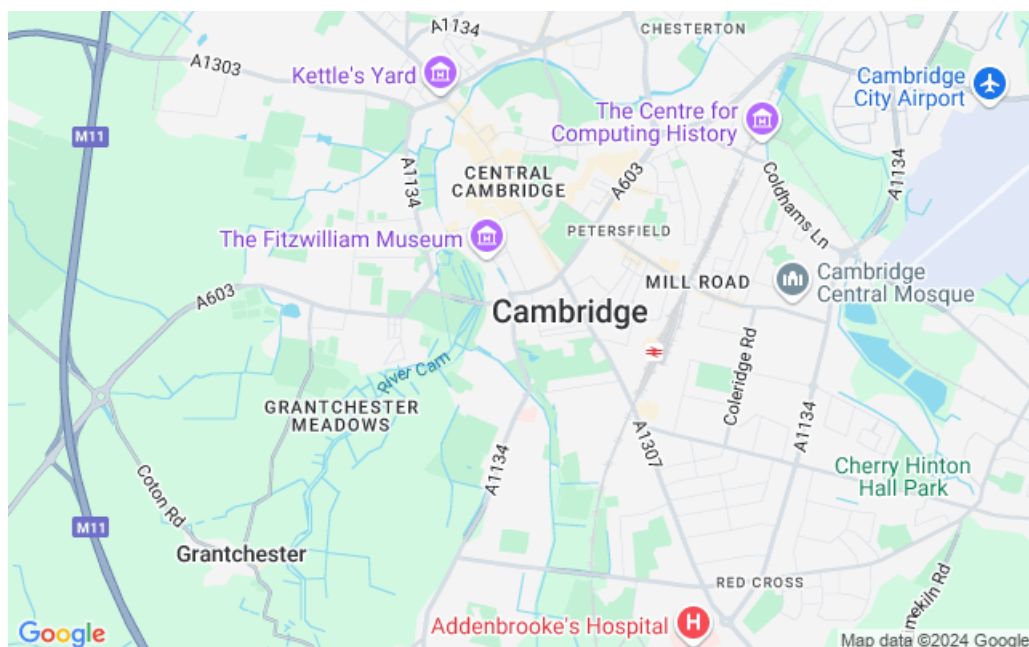 A1134
CHESTERTON
A1303
Kettle's Yard
Cambridge
City Airport
The Centre for
Computing History
M11
A1134
CENTRAL
CAMBRIDGE
A603
Coldhams Ln
A1134
The Fitzwilliam Museum
PETERSFIELD
MILL ROAD
Cambridge
Central Mosque
A603
Cambridge
River Cam
Coleridge Rd
GRANTCHESTER
MEADOWS
A1134
A1307
A1134
Cherry Hinton
Hall Park
Coton Rd
M11
Grantchester
RED CROSS
Addenbrooke's Hospital
H
Google
Map data ©2024 Google